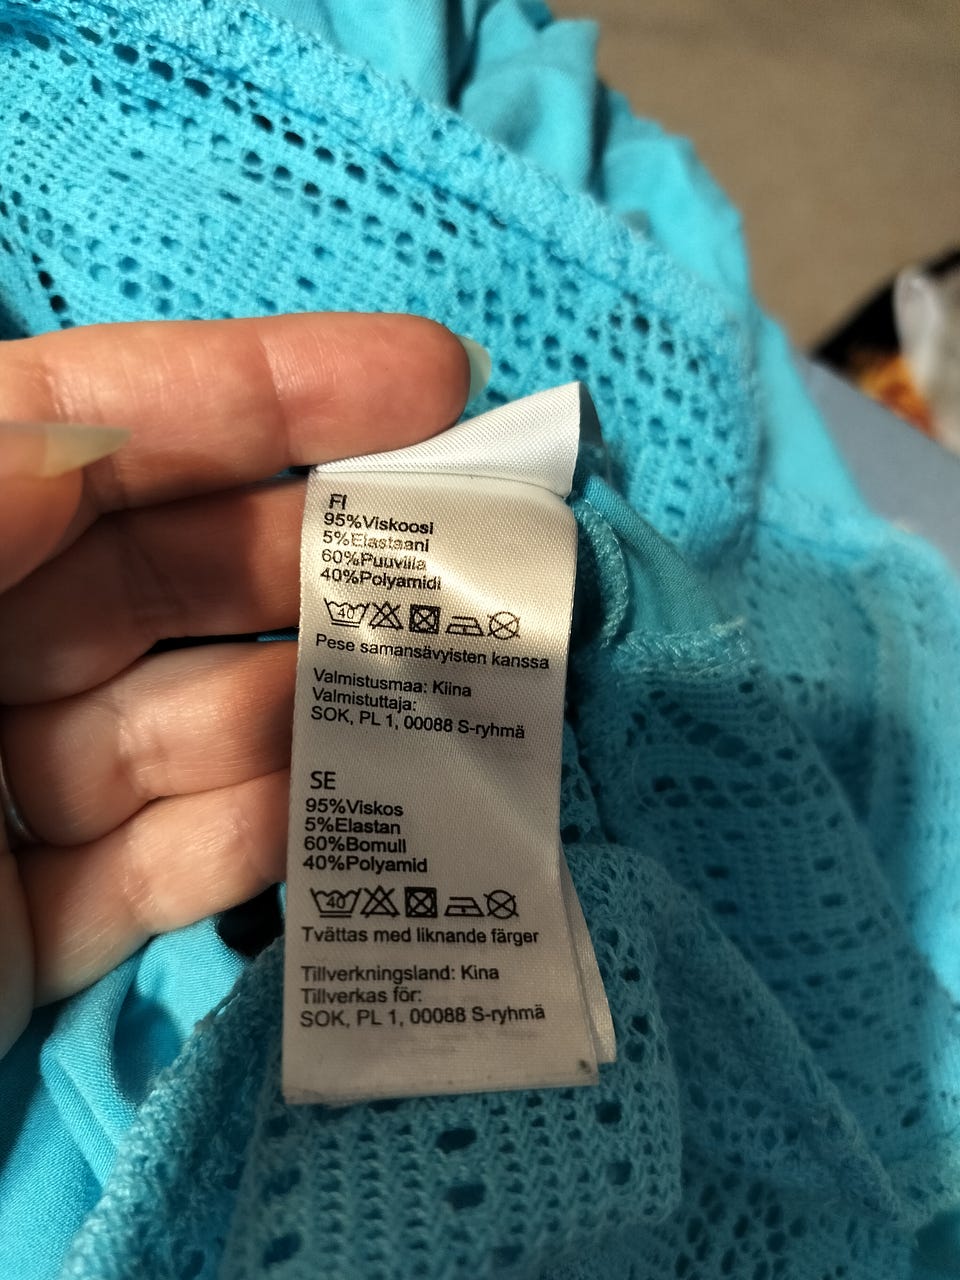 FI
95%Viskoosi
5%Elastaani
60%Puuvilla
40%Polyamidi
40
Pese samansävyisten kanssa
Valmistusmaa: Kiina
Valmistuttaja:
SOK, PL 1, 00088 S-ryhmä
SE
95%Viskos
5%Elastan
60%Bomull
40%Polyamid
40
Tvättas med liknande färger
Tillverkningsland: Kina
Tillverkas för:
SOK, PL 1, 00088 S-ryhmä